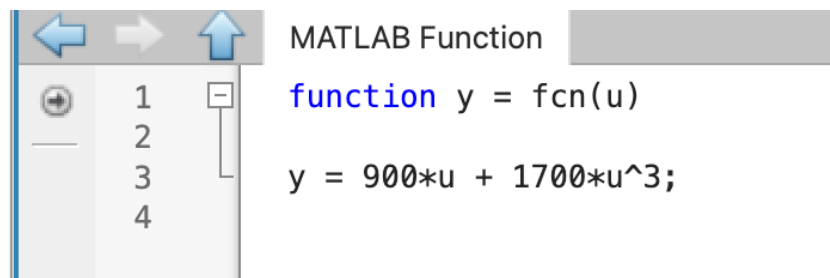 MATLAB Function
1 function y = fcn(u)
2
3 y = 900*u + 1700*u^3;
4